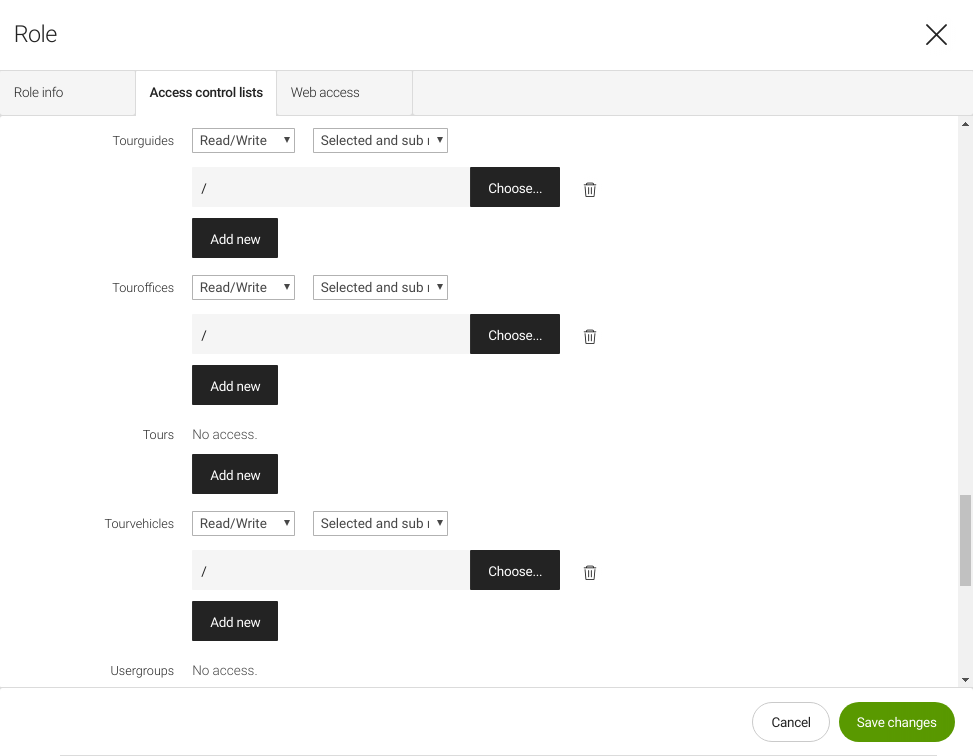 Role
Role info Access control lists Web access
Tourguides Read/Write Selected and sub
/ Choose...
Add new
Touroffices Read/Write Selected and sub
/ Choose...
Add new
Tours No access.
Add new
Tourvehicles Read/Write Selected and sub
/ Choose...
Add new
Usergroups No access.
Cancel Save changes